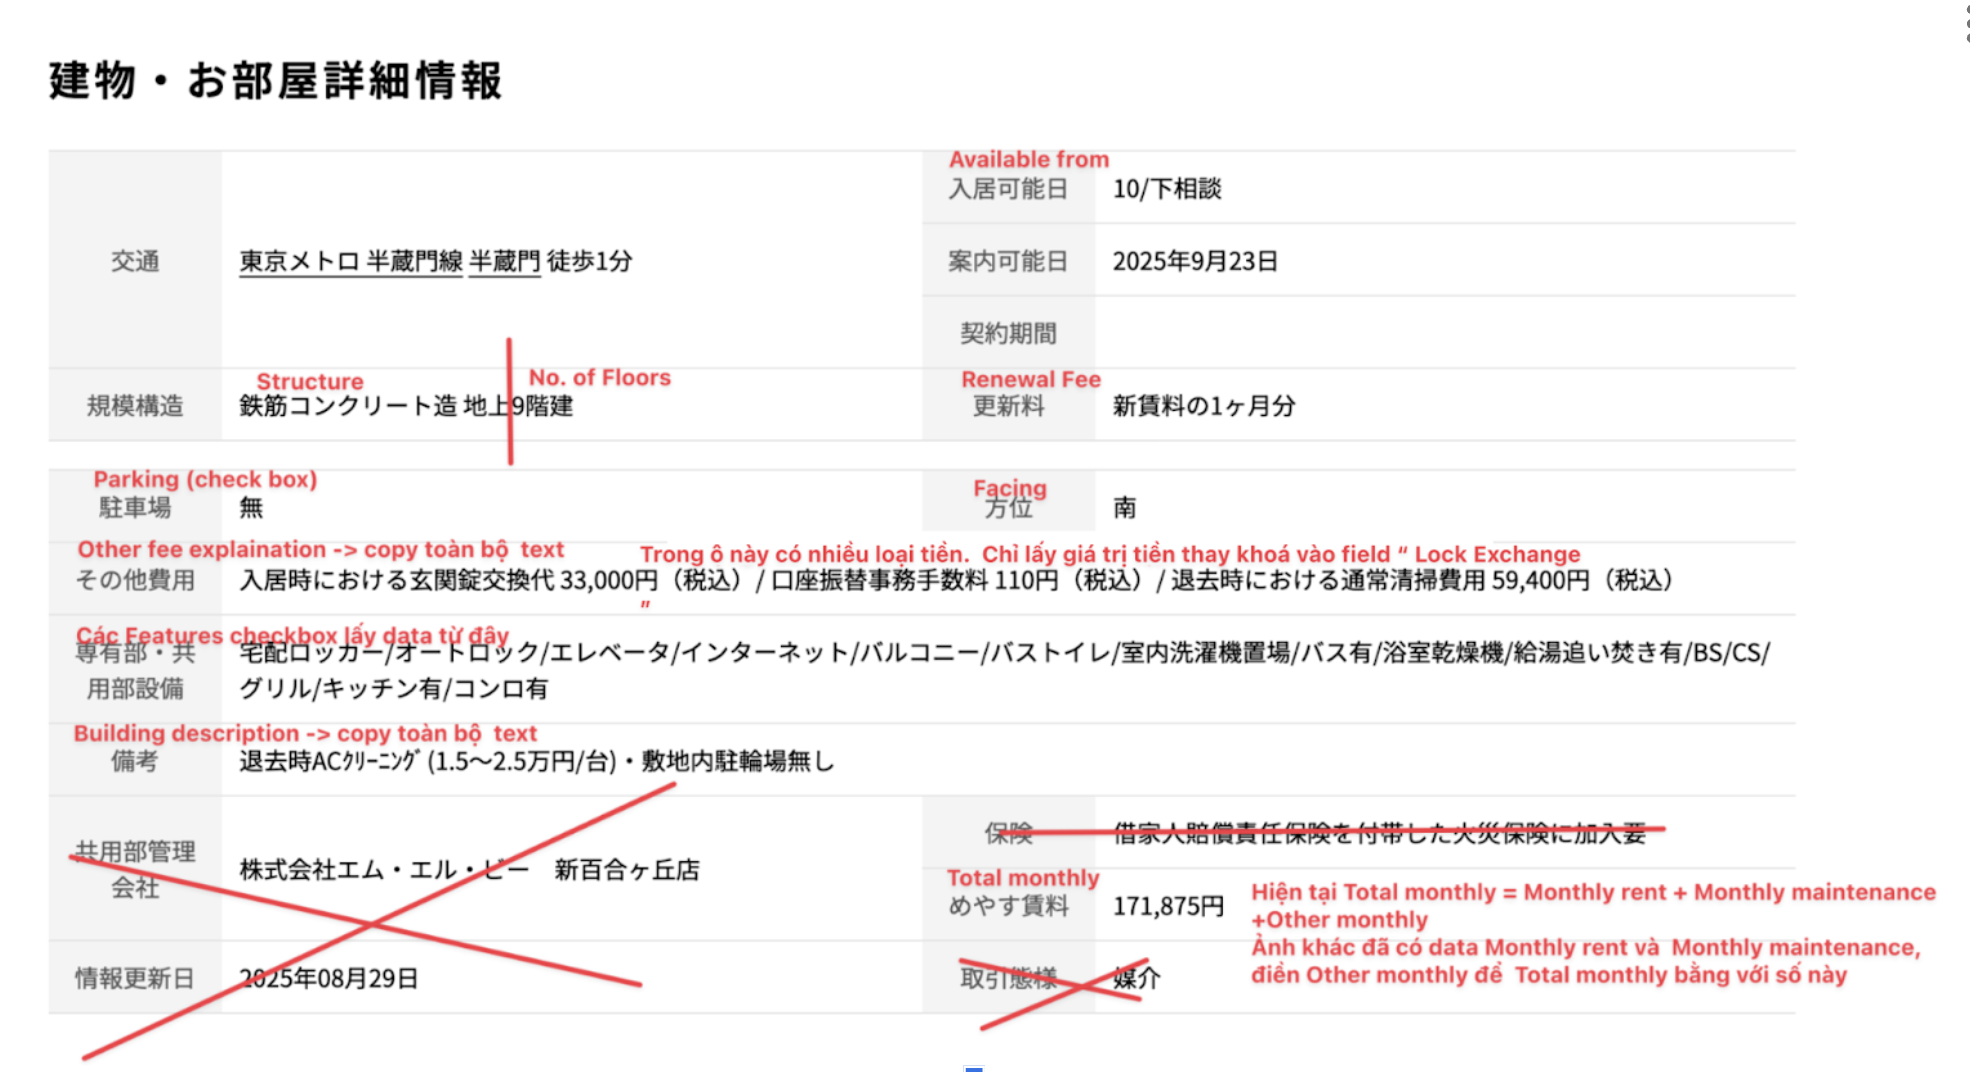 建物・お部屋詳細情報
Available from
入居可能日 10/下相談
交通 東京メトロ 半蔵門線 半蔵門 徒歩1分
案内可能日 2025年9月23日
契約期間
Structure
No. of Floors
規模構造 鉄筋コンクリート造 地上9階建
Renewal Fee
更新料 新賃料の1ヶ月分
Parking (check box)
駐車場 無
Facing
方位 南
Other fee explaination -> copy toàn bộ text
Trong ô này có nhiều loại tiền. Chỉ lấy giá trị tiền thay khoá vào field “ Lock Exchange
”
その他費用 入居時における玄関錠交換代 33,000円（税込）/ 口座振替事務手数料 110円（税込）/ 退去時における通常清掃費用 59,400円（税込）
Các Features checkbox lấy data từ đây
専有部・共
用部設備
宅配ロッカー/オートロック/エレベータ/インターネット/バルコニー/バストイレ/室内洗濯機置場/バス有/浴室乾燥機/給湯追い焚き有/BS/CS/
グリル/キッチン有/コンロ有
Building description -> copy toàn bộ text
備考 退去時ACｸﾘｰﾆﾝｸﾞ(1.5～2.5万円/台)・敷地内駐輪場無し
共用部管理
会社
株式会社エム・エル・ビー　新百合ヶ丘店
保険 借家人賠償責任保険を付帯した火災保険に加入要
Total monthly
めやす賃料 171,875円
Hiện tại Total monthly = Monthly rent + Monthly maintenance
+Other monthly
Ảnh khác đã có data Monthly rent và Monthly maintenance,
điền Other monthly để Total monthly bằng với số này
情報更新日 2025年08月29日
取引態様 媒介